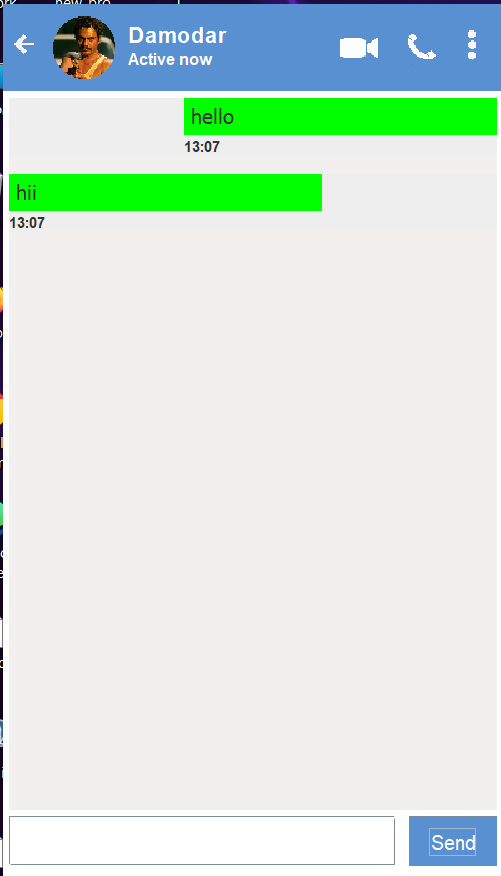 Damodar
Active now
hello
13:07
hii
13:07
Send